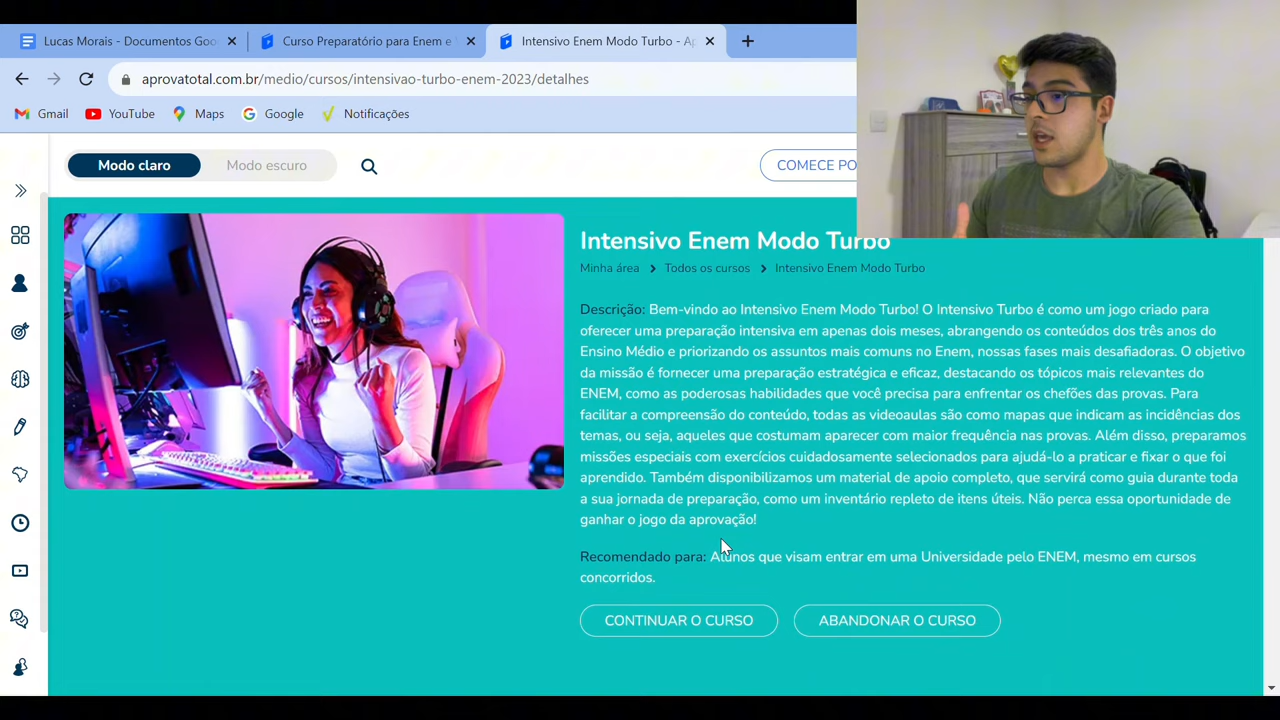 Lucas Morais - Documentos Goo
Curso Preparatório para Enem e
Intensivo Enem Modo Turbo - Ap
aprovatotal.com.br/medio/cursos/intensivao-turbo-enem-2023/detalhes
Gmail YouTube Maps Google Notificações
Modo claro Modo escuro
COMECE PO
Intensivo Enem Modo Turbo
Minha área Todos os cursos Intensivo Enem Modo Turbo
Descrição: Bem-vindo ao Intensivo Enem Modo Turbo! O Intensivo Turbo é como um jogo criado para
oferecer uma preparação intensiva em apenas dois meses, abrangendo os conteúdos dos três anos do
Ensino Médio e priorizando os assuntos mais comuns no Enem, nossas fases mais desafiadoras. O objetivo
da missão é fornecer uma preparação estratégica e eficaz, destacando os tópicos mais relevantes do
ENEM, como as poderosas habilidades que você precisa para enfrentar os chefões das provas. Para
facilitar a compreensão do conteúdo, todas as videoaulas são como mapas que indicam as incidências dos
temas, ou seja, aqueles que costumam aparecer com maior frequência nas provas. Além disso, preparamos
missões especiais com exercícios cuidadosamente selecionados para ajudá-lo a praticar e fixar o que foi
aprendido. Também disponibilizamos um material de apoio completo, que servirá como guia durante toda
a sua jornada de preparação, como um inventário repleto de itens úteis. Não perca essa oportunidade de
ganhar o jogo da aprovação!
Recomendado para: Alunos que visam entrar em uma Universidade pelo ENEM, mesmo em cursos
concorridos.
CONTINUAR O CURSO ABANDONAR O CURSO